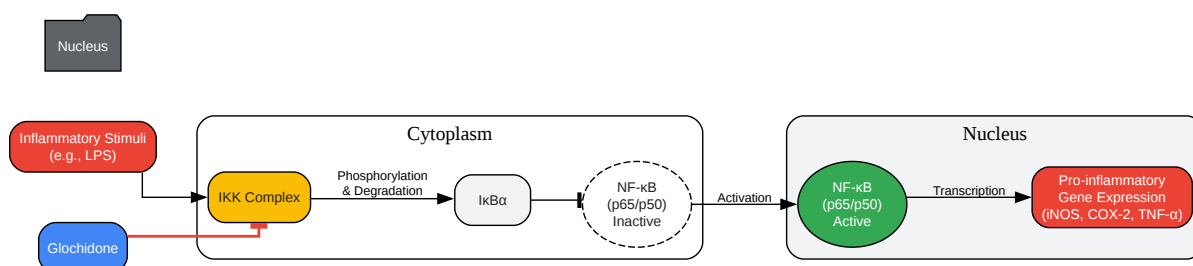 Nucleus
Inflammatory Stimuli
(e.g., LPS)
Glochidone
Cytoplasm
IKK Complex
Phosphorylation
& Degradation
IκBα
NF-κB
(p65/p50)
Inactive
Activation
Nucleus
NF-κB
(p65/p50)
Active
Transcription
Pro-inflammatory
Gene Expression
(iNOS, COX-2, TNF-α)